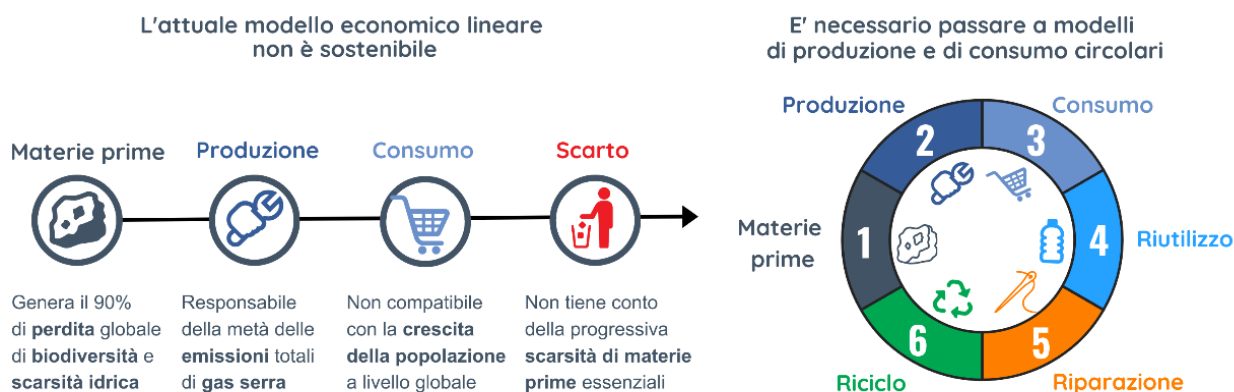 L'attuale modello economico lineare
non è sostenibile
Materie prime
Genera il 90%
di perdita globale
di biodiversità e
scarsità idrica
Produzione
Responsabile
della metà delle
emissioni totali
di gas serra
Consumo
Non compatibile
con la crescita
della popolazione
a livello globale
Scarto
Non tiene conto
della progressiva
scarsità di materie
prime essenziali
E' necessario passare a modelli
di produzione e di consumo circolari
1
Materie
prime
2
Produzione
3
Consumo
4
Riutilizzo
5
Riparazione
6
Riciclo